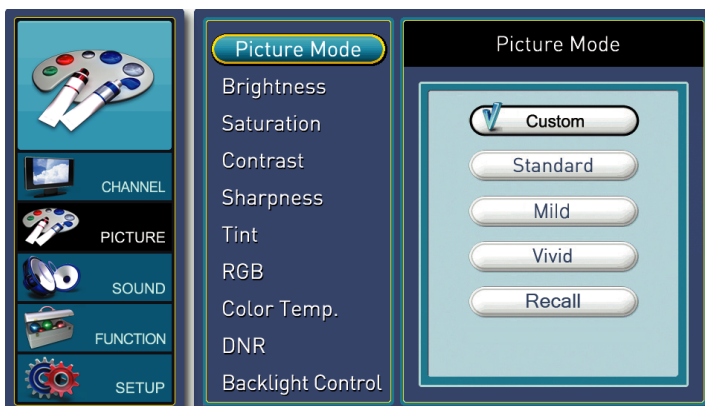 CHANNEL
PICTURE
SOUND
FUNCTION
SETUP
Picture Mode
Brightness
Saturation
Contrast
Sharpness
Tint
RGB
Color Temp.
DNR
Backlight Control
Picture Mode
Custom
Standard
Mild
Vivid
Recall